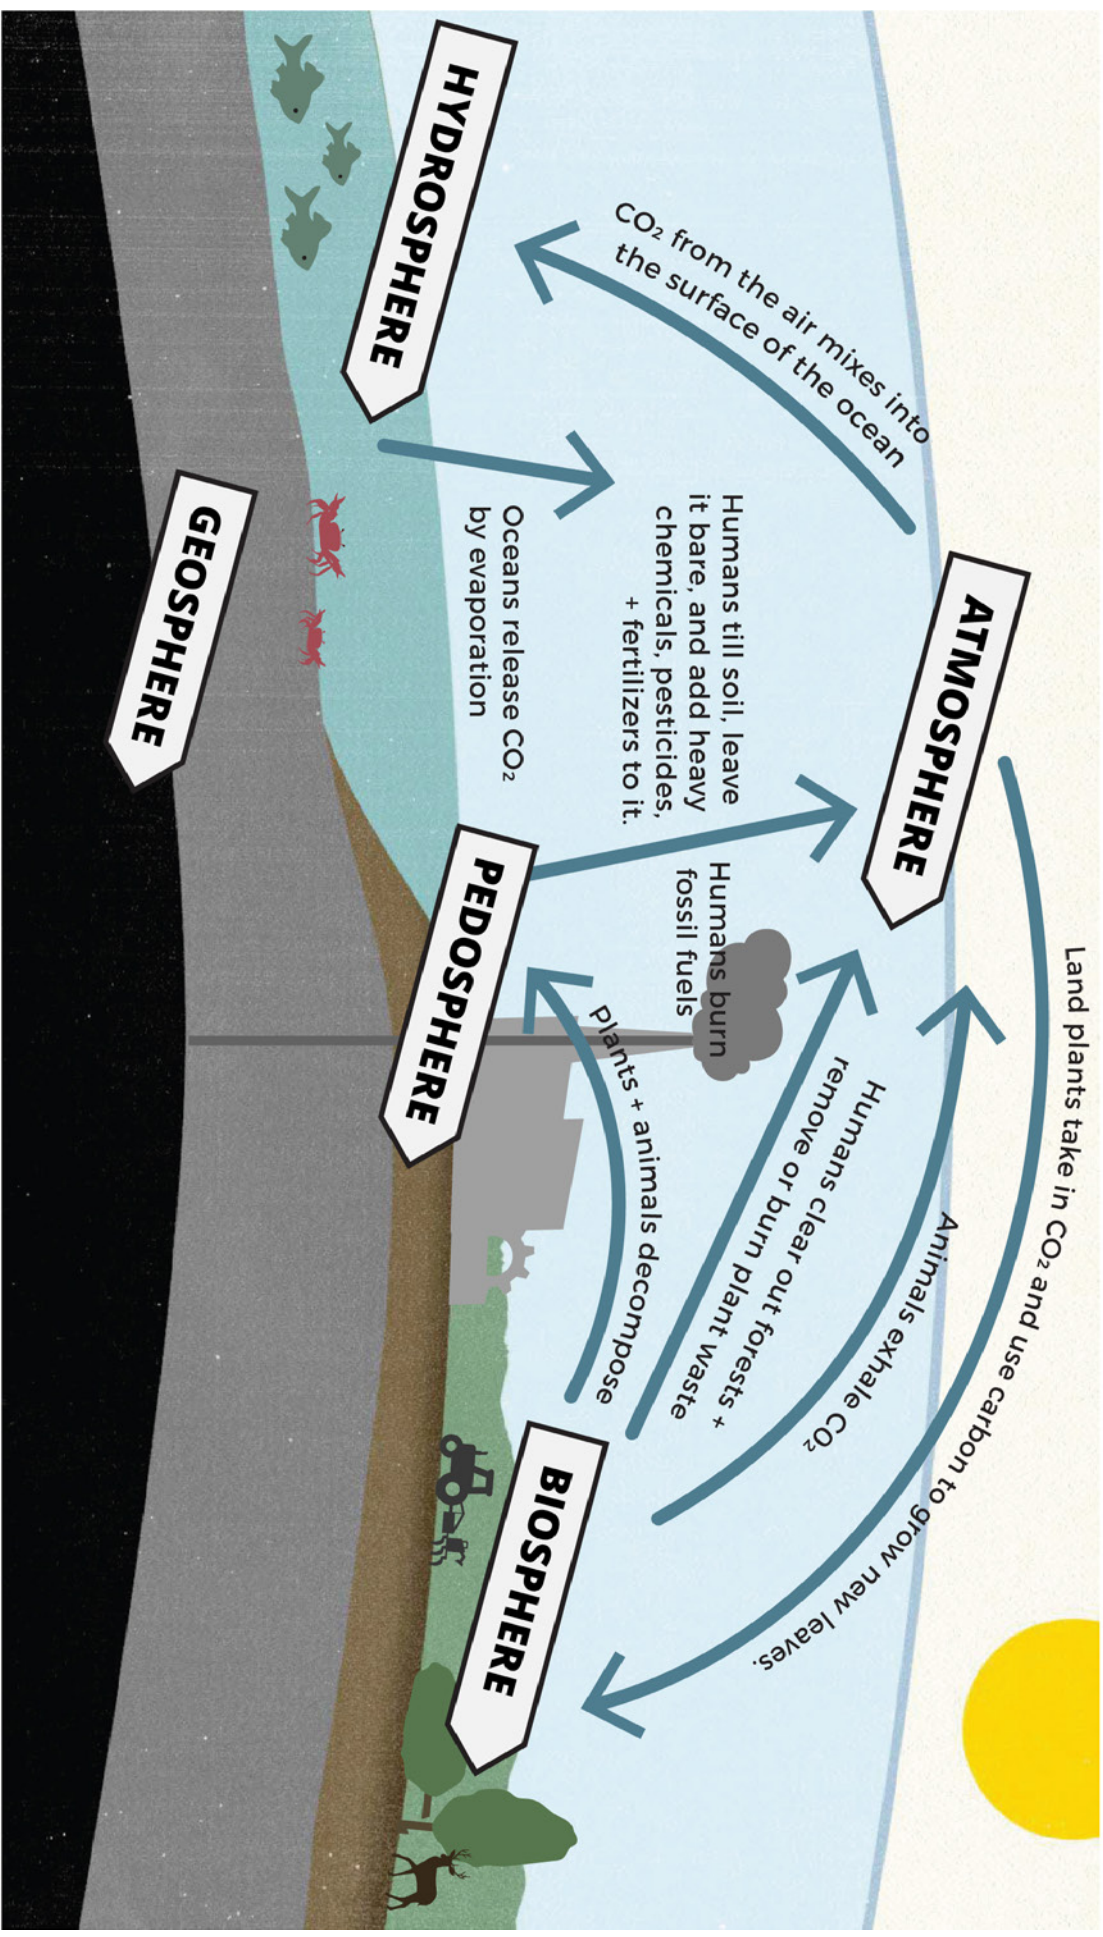 ATMOSPHERE
Land plants take in CO₂ and use carbon to grow new leaves.
CO₂ from the air mixes into
the surface of the ocean
Animals exhale CO₂
Humans clear out forests +
remove or burn plant waste
Humans till soil, leave
it bare, and add heavy
chemicals, pesticides,
+ fertilizers to it.
Humans burn
fossil fuels
Plants + animals decompose
HYDROSPHERE
Oceans release CO₂
by evaporation
PEDOSPHERE
BIOSPHERE
GEOSPHERE